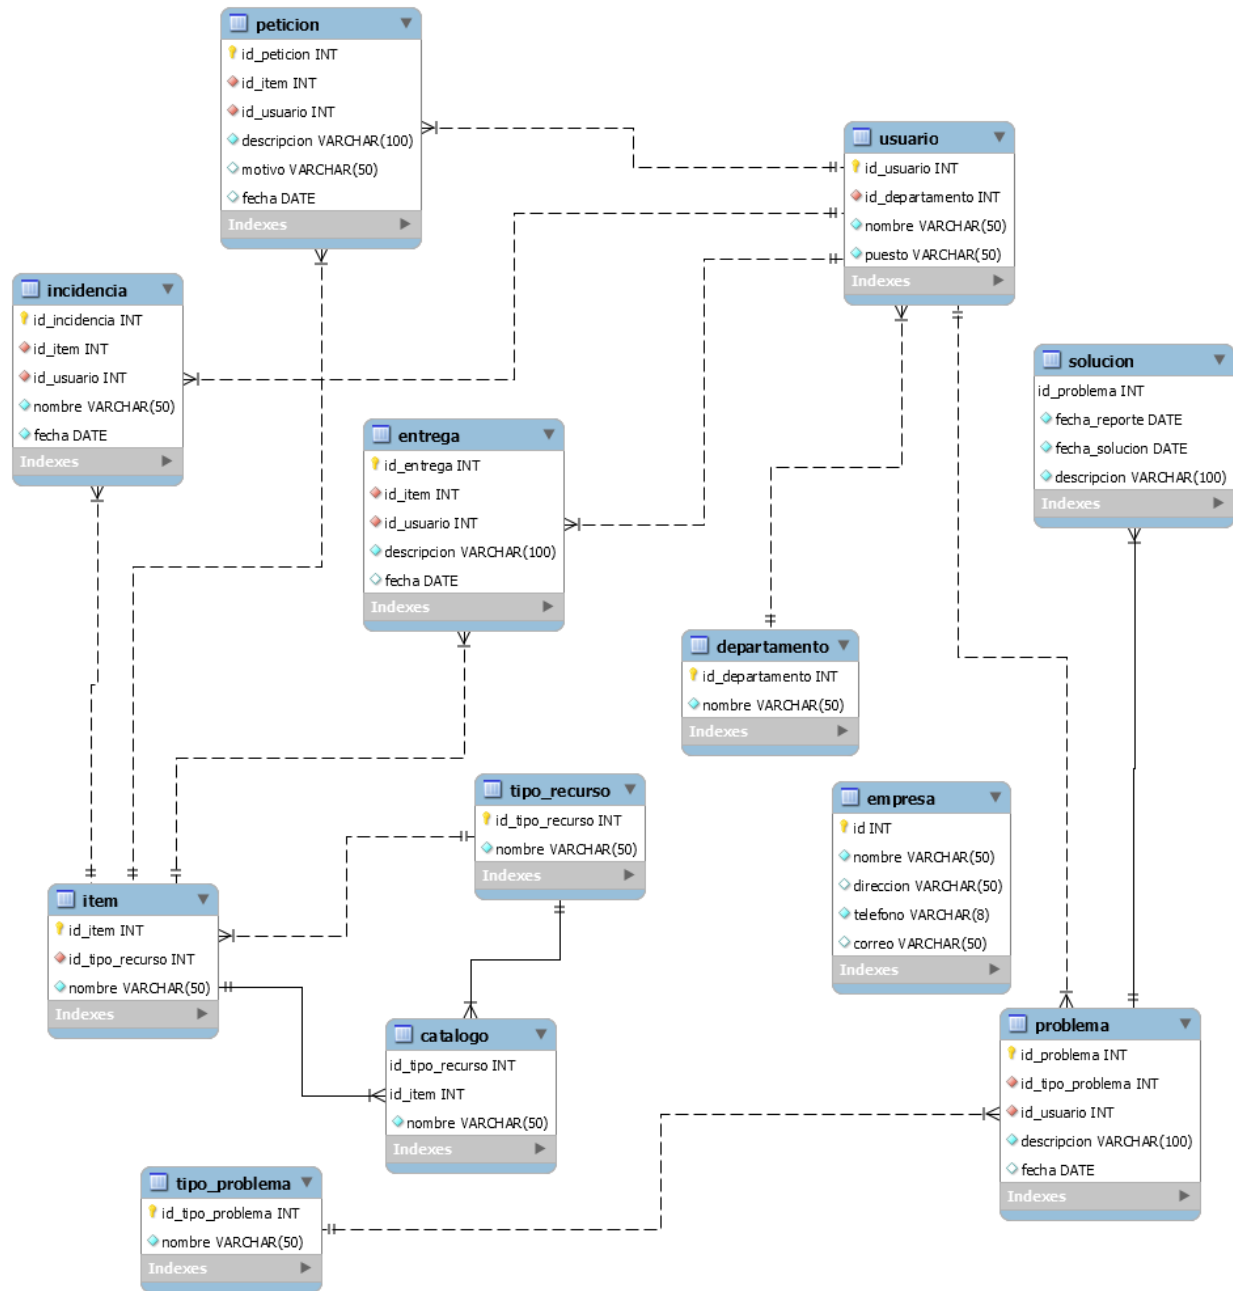 peticion
id_peticion INT
id_item INT
id_usuario INT
descripcion VARCHAR(100)
motivo VARCHAR(50)
fecha DATE
Indexes
usuario
id_usuario INT
id_departamento INT
nombre VARCHAR(50)
puesto VARCHAR(50)
Indexes
incidencia
id_incidencia INT
id_item INT
id_usuario INT
nombre VARCHAR(50)
fecha DATE
Indexes
solucion
id_problema INT
fecha_reporte DATE
fecha_solucion DATE
descripcion VARCHAR(100)
Indexes
entrega
id_entrega INT
id_item INT
id_usuario INT
descripcion VARCHAR(100)
fecha DATE
Indexes
departamento
id_departamento INT
nombre VARCHAR(50)
Indexes
tipo_recurso
id_tipo_recurso INT
nombre VARCHAR(50)
Indexes
empresa
id INT
nombre VARCHAR(50)
direccion VARCHAR(50)
telefono VARCHAR(8)
correo VARCHAR(50)
Indexes
item
id_item INT
id_tipo_recurso INT
nombre VARCHAR(50)
Indexes
catalogo
id_tipo_recurso INT
id_item INT
nombre VARCHAR(50)
Indexes
problema
id_problema INT
id_tipo_problema INT
id_usuario INT
descripcion VARCHAR(100)
fecha DATE
Indexes
tipo_problema
id_tipo_problema INT
nombre VARCHAR(50)
Indexes